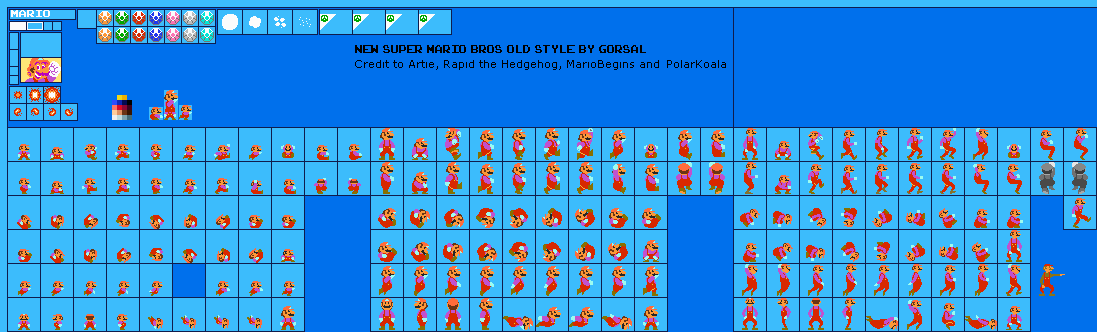 MARIO
NEW SUPER MARIO BROS OLD STYLE BY GORSAL
Credit to Artie, Rapid the Hedgehog, MarioBegins and PolarKoala